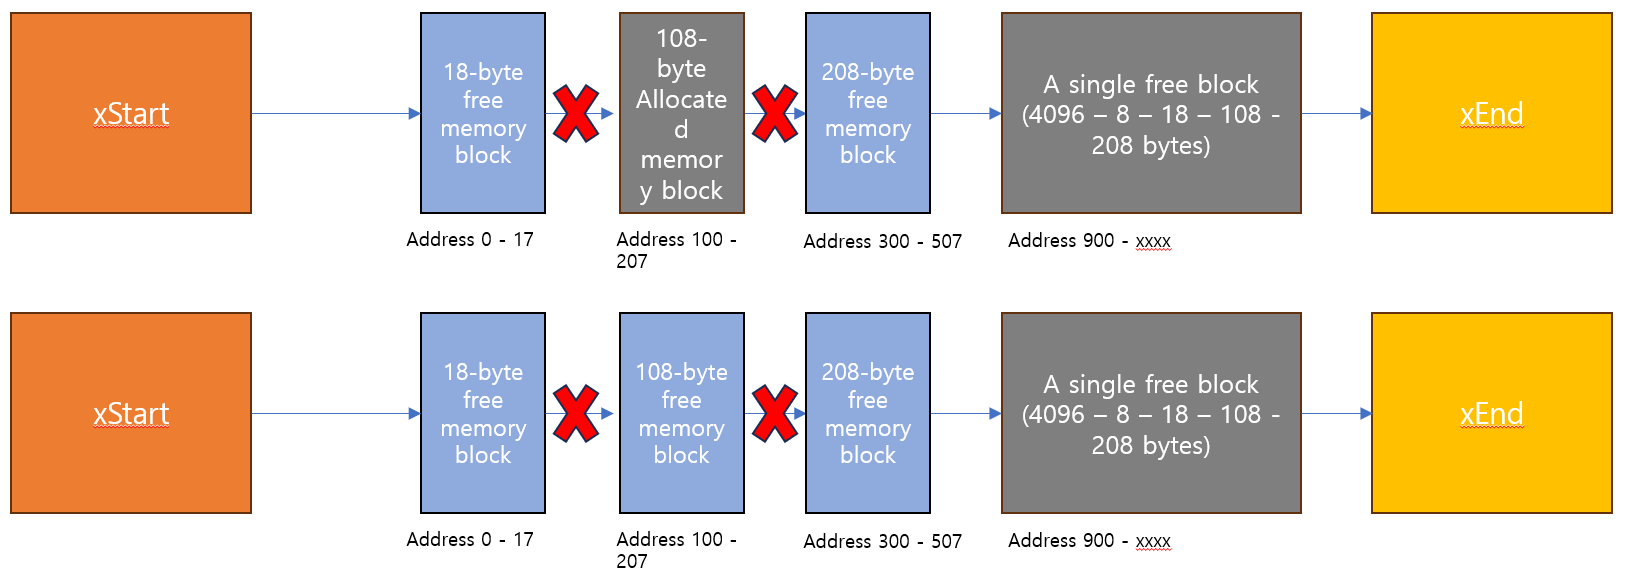 xStart
18-byte
free
memory
block
108-
byte
Allocate
d
memor
y block
208-byte
free
memory
block
A single free block
(4096 – 8 – 18 – 108 -
208 bytes)
xEnd
Address 0 - 17
Address 100 -
207
Address 300 - 507
Address 900 - xxxx
xStart
18-byte
free
memory
block
108-byte
free
memory
block
208-byte
free
memory
block
A single free block
(4096 – 8 – 18 – 108 -
208 bytes)
xEnd
Address 0 - 17
Address 100 -
207
Address 300 - 507
Address 900 - xxxx